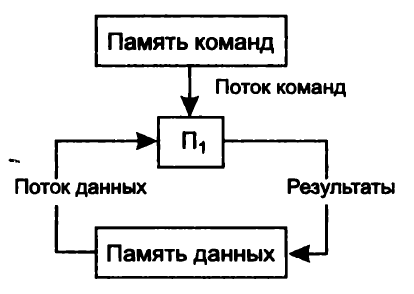 Память команд
Поток команд
П₁
Поток данных
Результаты
Память данных